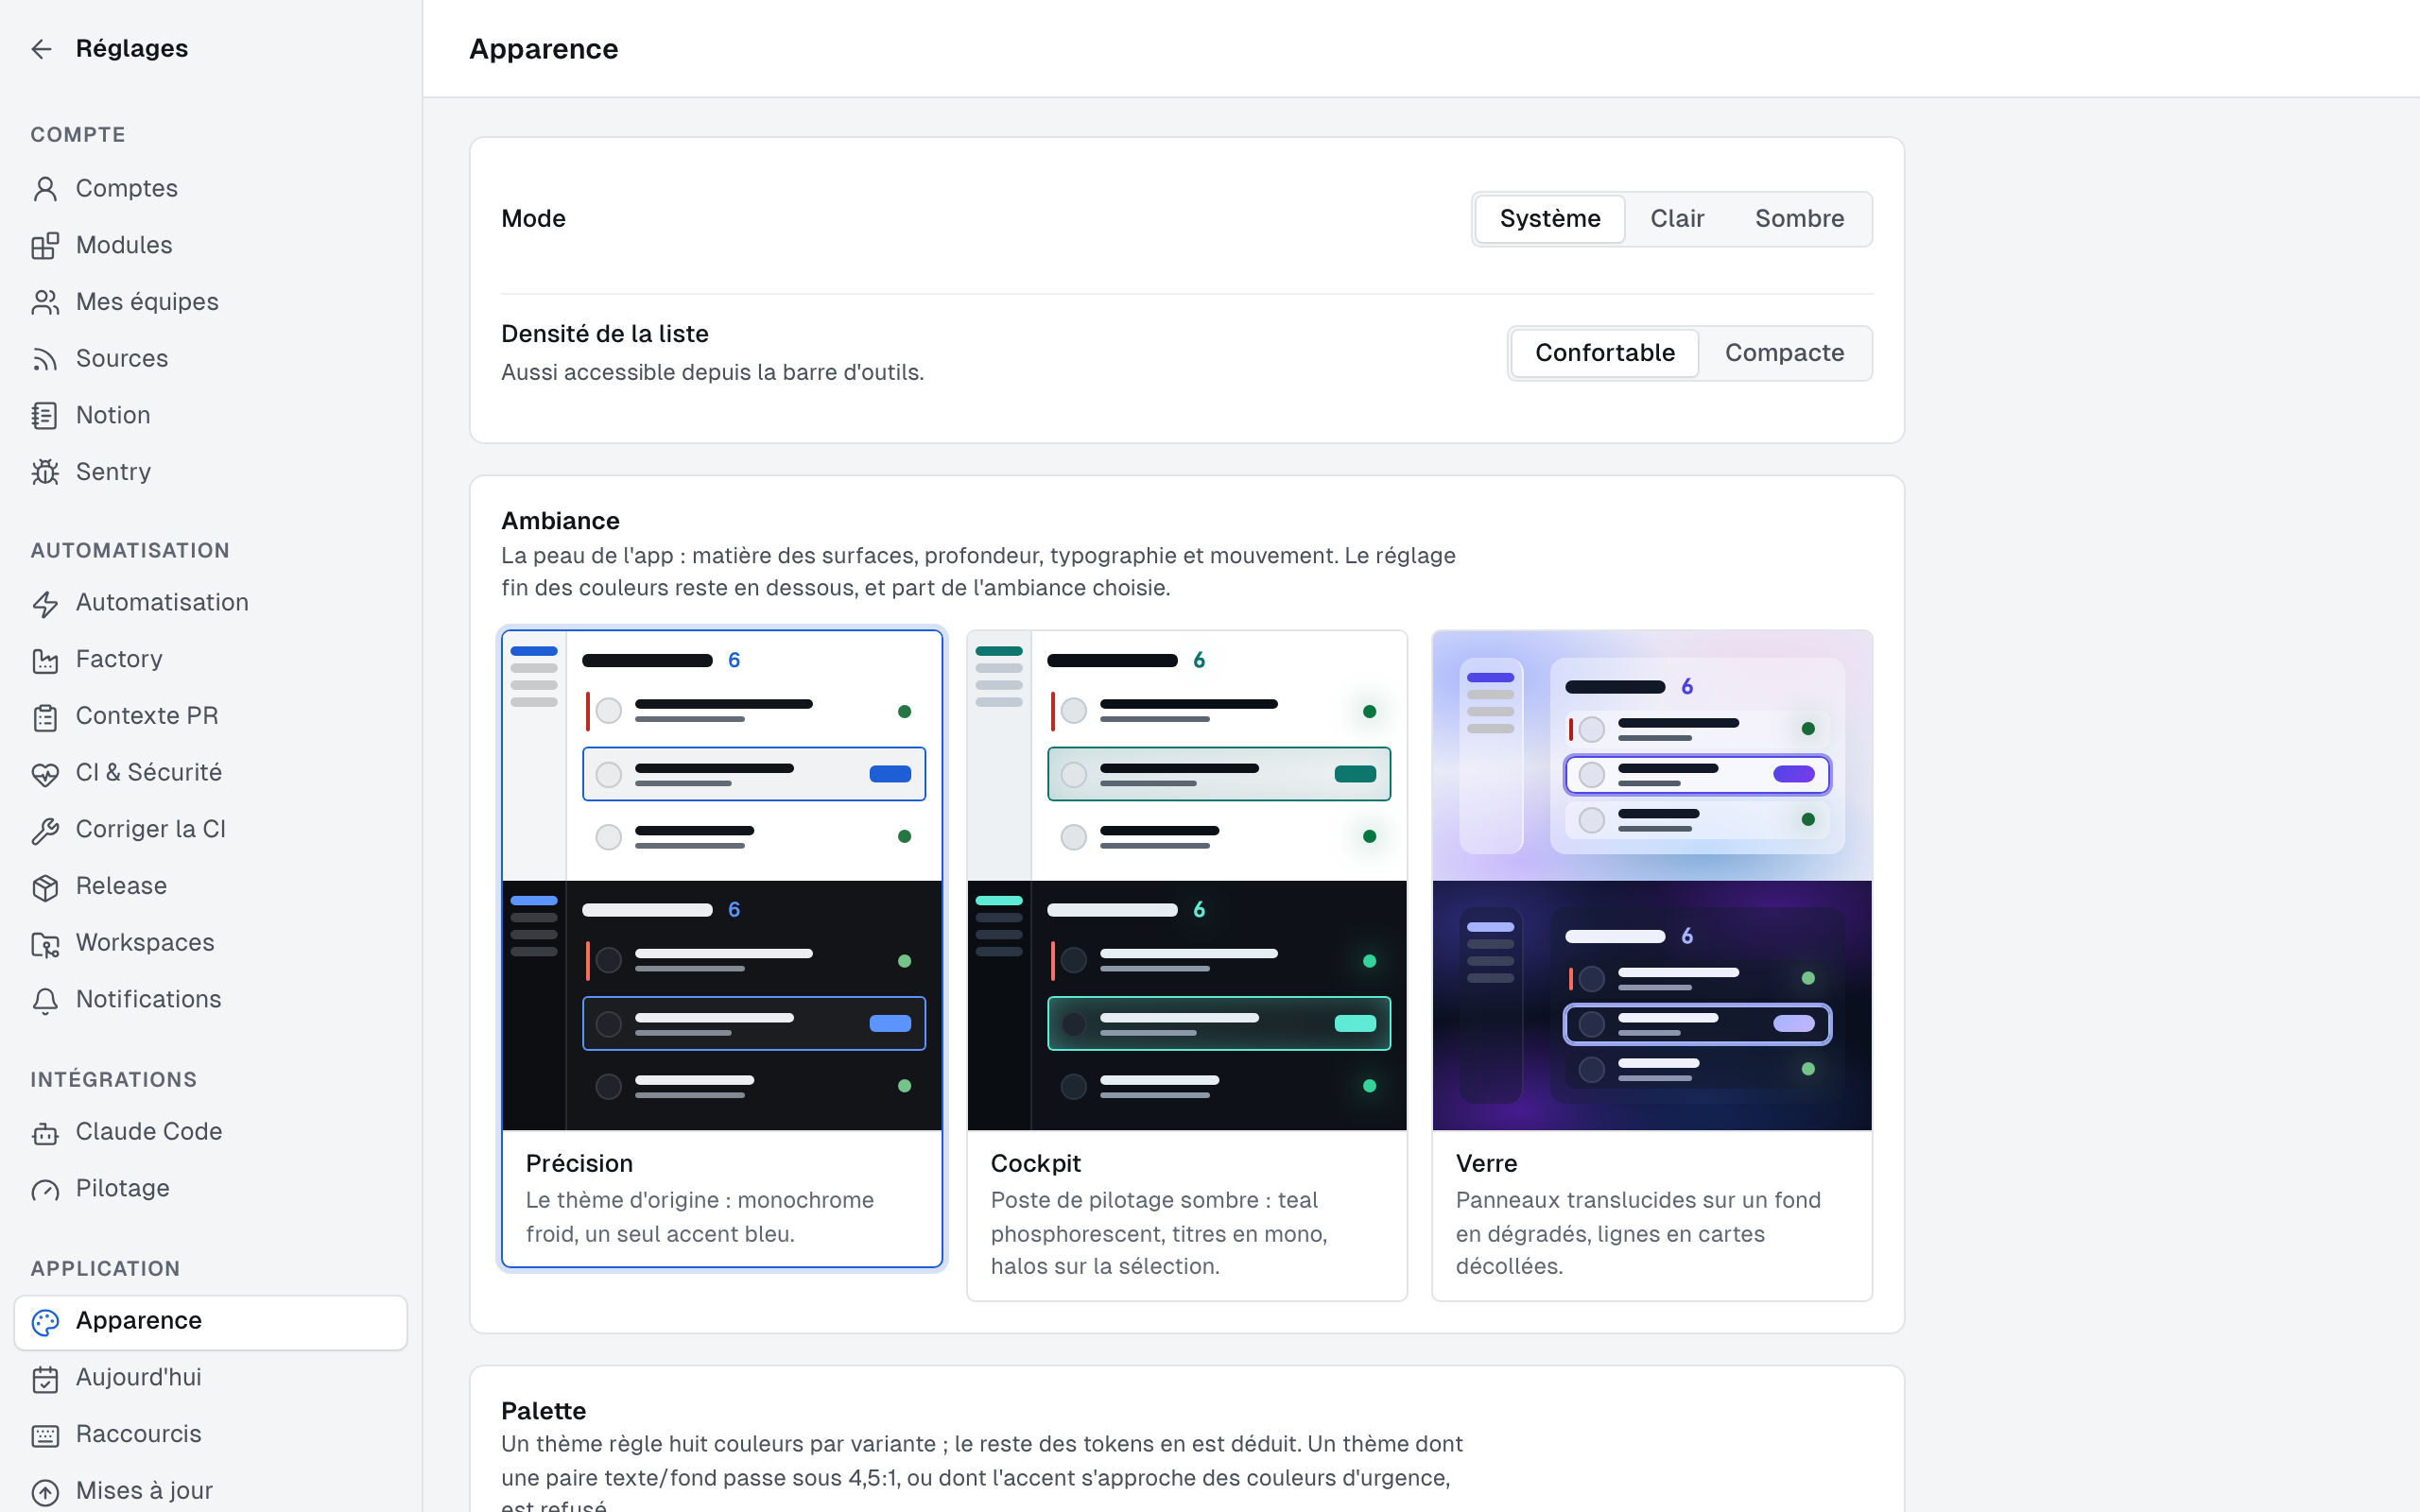 Réglages
COMPTE
Comptes
Modules
Mes équipes
Sources
Notion
Sentry
AUTOMATISATION
Automatisation
Factory
Contexte PR
CI & Sécurité
Corriger la CI
Release
Workspaces
Notifications
INTÉGRATIONS
Claude Code
Pilotage
APPLICATION
Apparence
Aujourd'hui
Raccourcis
Mises à jour
Apparence
Mode
Système Clair Sombre
Densité de la liste
Aussi accessible depuis la barre d'outils.
Confortable Compacte
Ambiance
La peau de l'app : matière des surfaces, profondeur, typographie et mouvement. Le réglage
fin des couleurs reste en dessous, et part de l'ambiance choisie.
6
6
Précision
Le thème d'origine : monochrome
froid, un seul accent bleu.
6
6
Cockpit
Poste de pilotage sombre : teal
phosphorescent, titres en mono,
halos sur la sélection.
6
6
Verre
Panneaux translucides sur un fond
en dégradés, lignes en cartes
décollées.
Palette
Un thème règle huit couleurs par variante ; le reste des tokens en est déduit. Un thème dont
une paire texte/fond passe sous 4,5:1, ou dont l'accent s'approche des couleurs d'urgence,
est refusé.